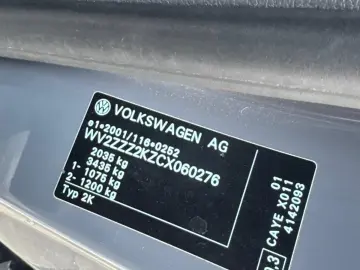 VOLKSWAGEN AG
e1*2001/116*0252
WV2ZZZ2KZCX060276
2035 kg
3435 kg
1- 1075 kg
2- 1200 kg
Typ 2K
01
CAYE X011
4142093